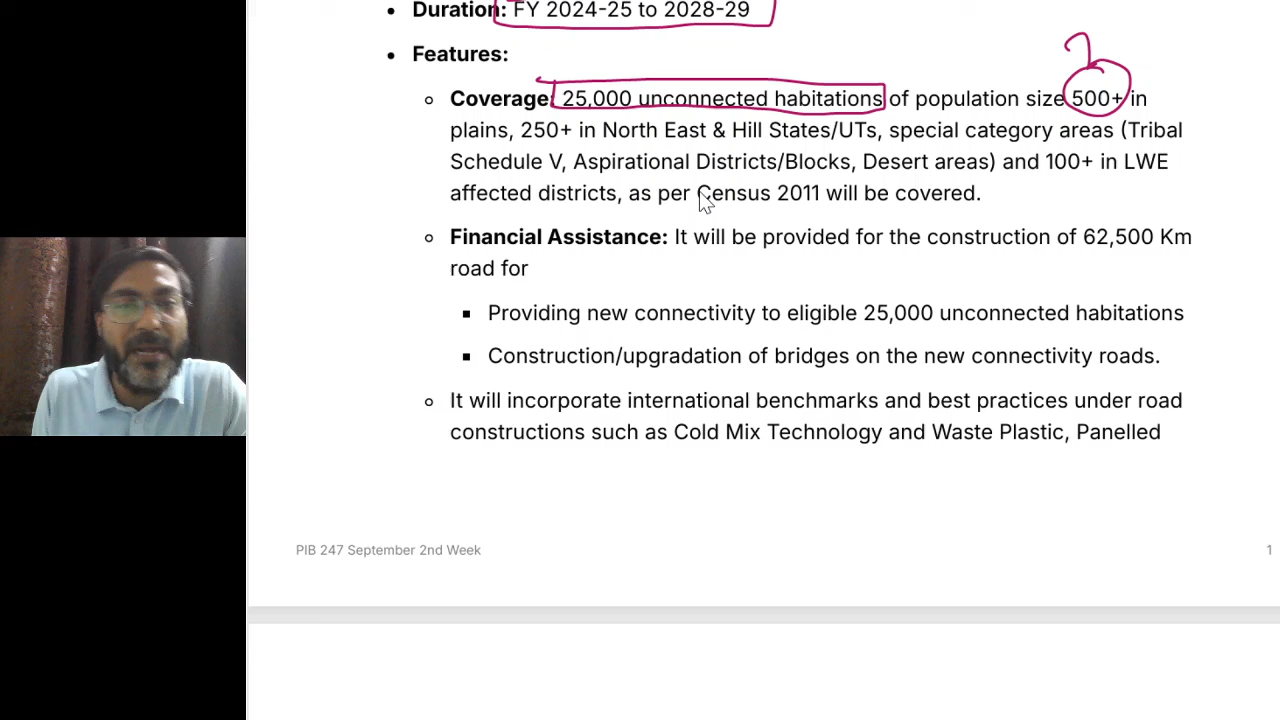 • Duration: FY 2024-25 to 2028-29
• Features:
◦ Coverage: 25,000 unconnected habitations of population size 500+ in
plains, 250+ in North East & Hill States/UTs, special category areas (Tribal
Schedule V, Aspirational Districts/Blocks, Desert areas) and 100+ in LWE
affected districts, as per Census 2011 will be covered.
◦ Financial Assistance: It will be provided for the construction of 62,500 Km
road for
▪ Providing new connectivity to eligible 25,000 unconnected habitations
▪ Construction/upgradation of bridges on the new connectivity roads.
◦ It will incorporate international benchmarks and best practices under road
constructions such as Cold Mix Technology and Waste Plastic, Panelled
PIB 247 September 2nd Week
1